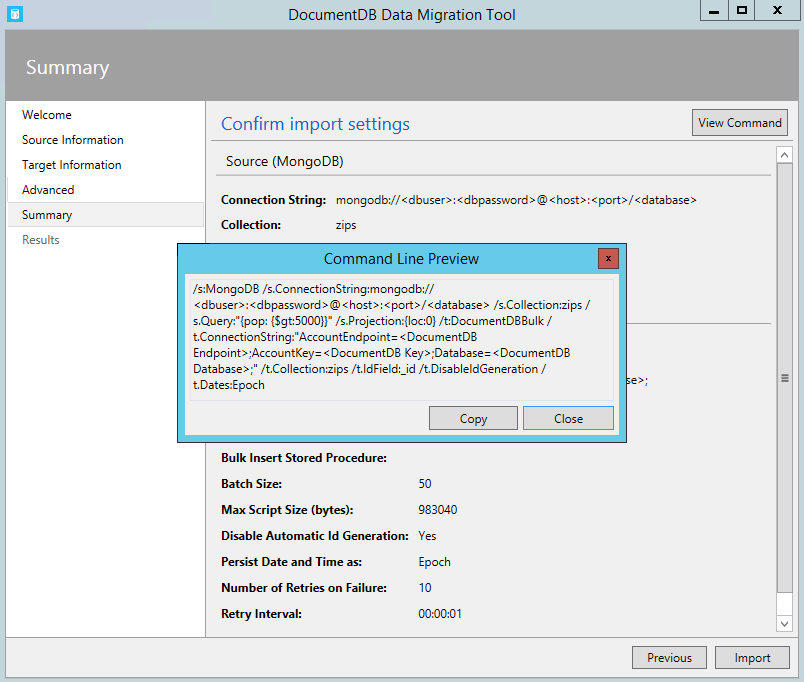 DocumentDB Data Migration Tool
Summary
Welcome
Source Information
Target Information
Advanced
Summary
Results
Confirm import settings
View Command
Source (MongoDB)
Connection String: mongodb://<dbuser>:<dbpassword>@<host>:<port>/<database>
Collection: zips
Command Line Preview
x
/s:MongoDB /s.ConnectionString:mongodb://
<dbuser>:<dbpassword>@<host>:<port>/<database> /s.Collection:zips /
s.Query:"{pop: {$gt:5000}}" /s.Projection:{loc:0} /t:DocumentDBBulk /
t.ConnectionString:"AccountEndpoint=<DocumentDB
Endpoint>;AccountKey=<DocumentDB Key>;Database=<DocumentDB
Database>;" /t.Collection:zips /t.IdField:_id /t.DisableIdGeneration /
t.Dates:Epoch
se>;
Copy
Close
Bulk Insert Stored Procedure:
Batch Size: 50
Max Script Size (bytes): 983040
Disable Automatic Id Generation: Yes
Persist Date and Time as: Epoch
Number of Retries on Failure: 10
Retry Interval: 00:00:01
Previous
Import